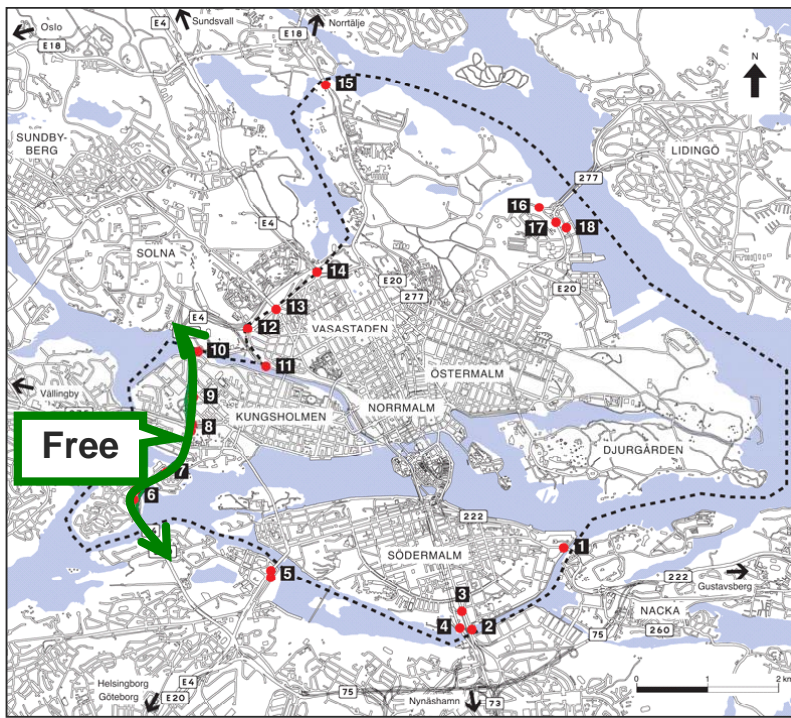 Oslo
E 18
E4
Sundsvall
E18
Norrtälje
N
SUNDBY-
BERG
15
LIDINGÖ
277
16
17
18
E4
SOLNA
14
E20
277
E20
13
E4
12
VASASTADEN
10
11
ÖSTERMALM
Vällingby
9
KUNGSHOLMEN
NORRMALM
8
Free
DJURGÅRDEN
7
6
222
SÖDERMALM
1
5
3
222
Gustavsberg
4
2
NACKA
75
260
Helsingborg
Göteborg
E4
E20
75
Nynäshamn
73
0
1
2 km